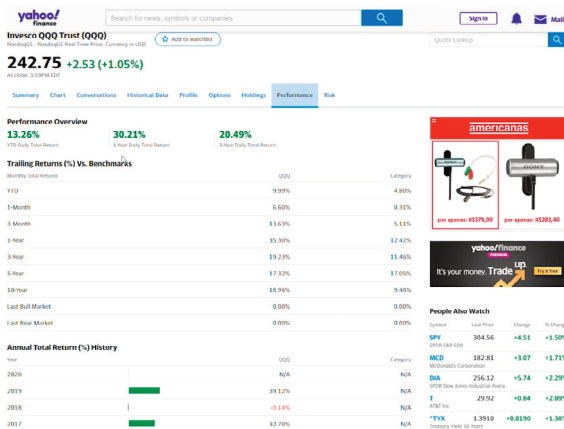 yahoo!
finance
Search for news, symbols or companies
Sign in
Mail
Invesco QQQ Trust (QQQ)
NasdaqGS - NasdaqGS Real Time Price. Currency in USD
Add to watchlist
Quote Lookup
242.75 +2.53 (+1.05%)
Summary Chart Conversations Historical Data Profile Options Holdings Performance Risk
Performance Overview
13.26% 30.21% 20.49%
YTD Daily Total Return 1-Year Daily Total Return 3-Year Daily Total Return
Trailing Returns (%) Vs. Benchmarks
Monthly Total Returns QQQ Category
YTD 9.99% 4.80%
1-Month 6.60% 0.31%
3-Month 13.63% 5.11%
1-Year 35.30% 12.42%
3-Year 19.23% 11.46%
5-Year 17.32% 17.05%
10-Year 18.98% 9.48%
Last Bull Market 0.00% 0.00%
Last Bear Market 0.00% 0.00%
Annual Total Return (%) History
Year QQQ Category
2020 N/A N/A
2019 39.12% N/A
2018 -0.14% N/A
2017 32.70% N/A
americanas
SONY
por apenas: R$379,00 por apenas: R$283,40
yahoo!finance
PREMIUM
It's your money. Trade up.
Try it free
People Also Watch
Symbol Last Price Change % Change
SPY 304.56 +4.51 +1.50%
SPDR S&P 500
MCD 182.81 +3.07 +1.71%
McDonald's Corporation
DIA 256.12 +5.74 +2.29%
SPDR Dow Jones Industrial Avera
T 29.92 +0.84 +2.89%
AT&T Inc.
^TYX 1.3910 +0.0190 +1.38%
Treasury Yield 30 Years